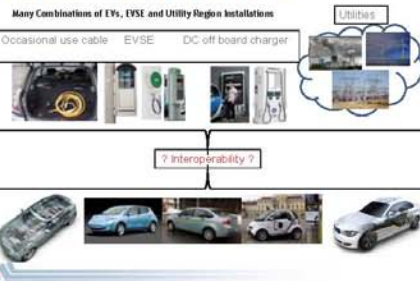 Many Combinations of EVs, EVSE and Utility Region Installations
Utilities
Occasional use cable EVSE DC off board charger
? Interoperability ?